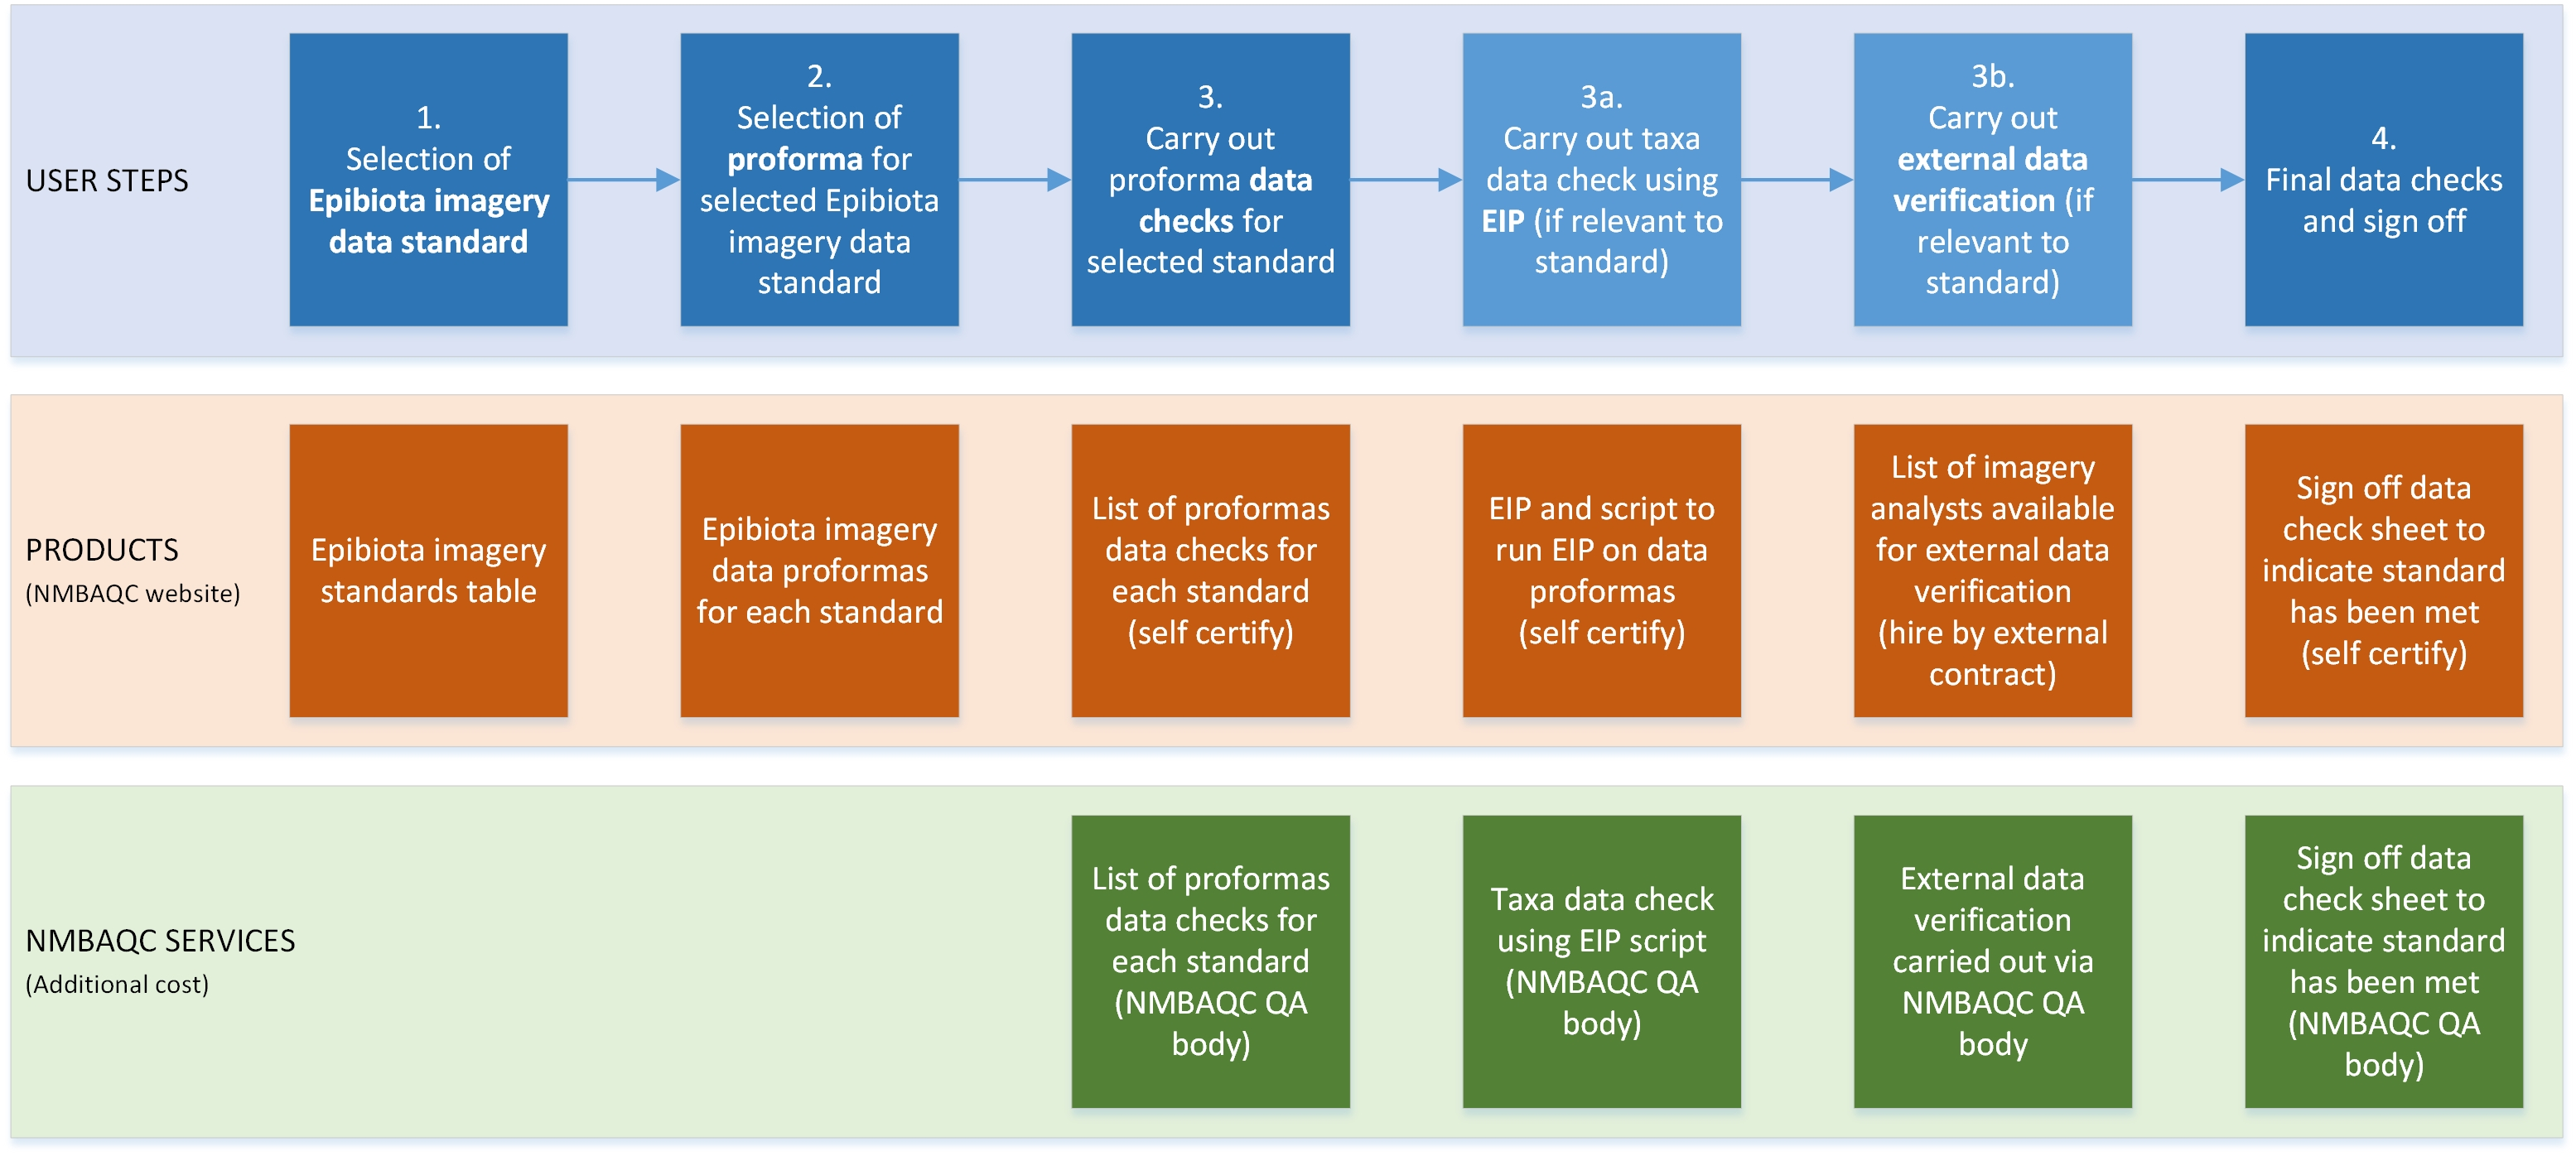 USER STEPS
1.
Selection of
Epibiota imagery
data standard
2.
Selection of
proforma for
selected Epibiota
imagery data
standard
3.
Carry out
proforma data
checks for
selected standard
3a.
Carry out taxa
data check using
EIP (if relevant to
standard)
3b.
Carry out
external data
verification (if
relevant to
standard)
4.
Final data checks
and sign off
PRODUCTS
(NMBAQC website)
Epibiota imagery
standards table
Epibiota imagery
data proformas
for each standard
List of proformas
data checks for
each standard
(self certify)
EIP and script to
run EIP on data
proformas
(self certify)
List of imagery
analysts available
for external data
verification
(hire by external
contract)
Sign off data
check sheet to
indicate standard
has been met
(self certify)
NMBAQC SERVICES
(Additional cost)
List of proformas
data checks for
each standard
(NMBAQC QA
body)
Taxa data check
using EIP script
(NMBAQC QA
body)
External data
verification
carried out via
NMBAQC QA
body
Sign off data
check sheet to
indicate standard
has been met
(NMBAQC QA
body)